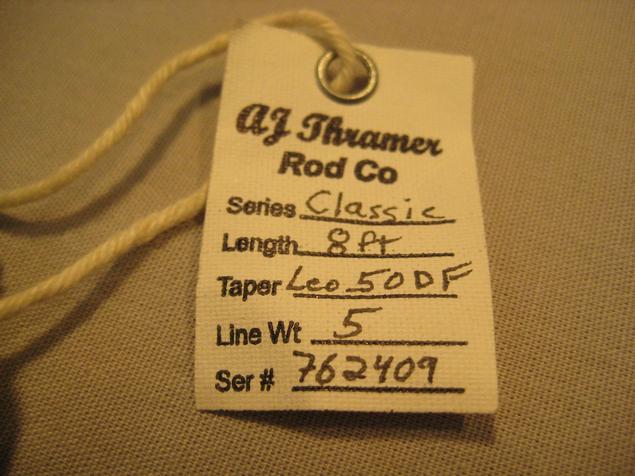 AJ Thramer
Rod Co
Series Classic
Length 8ft
Taper Leo 50DF
Line Wt 5
Ser # 762409